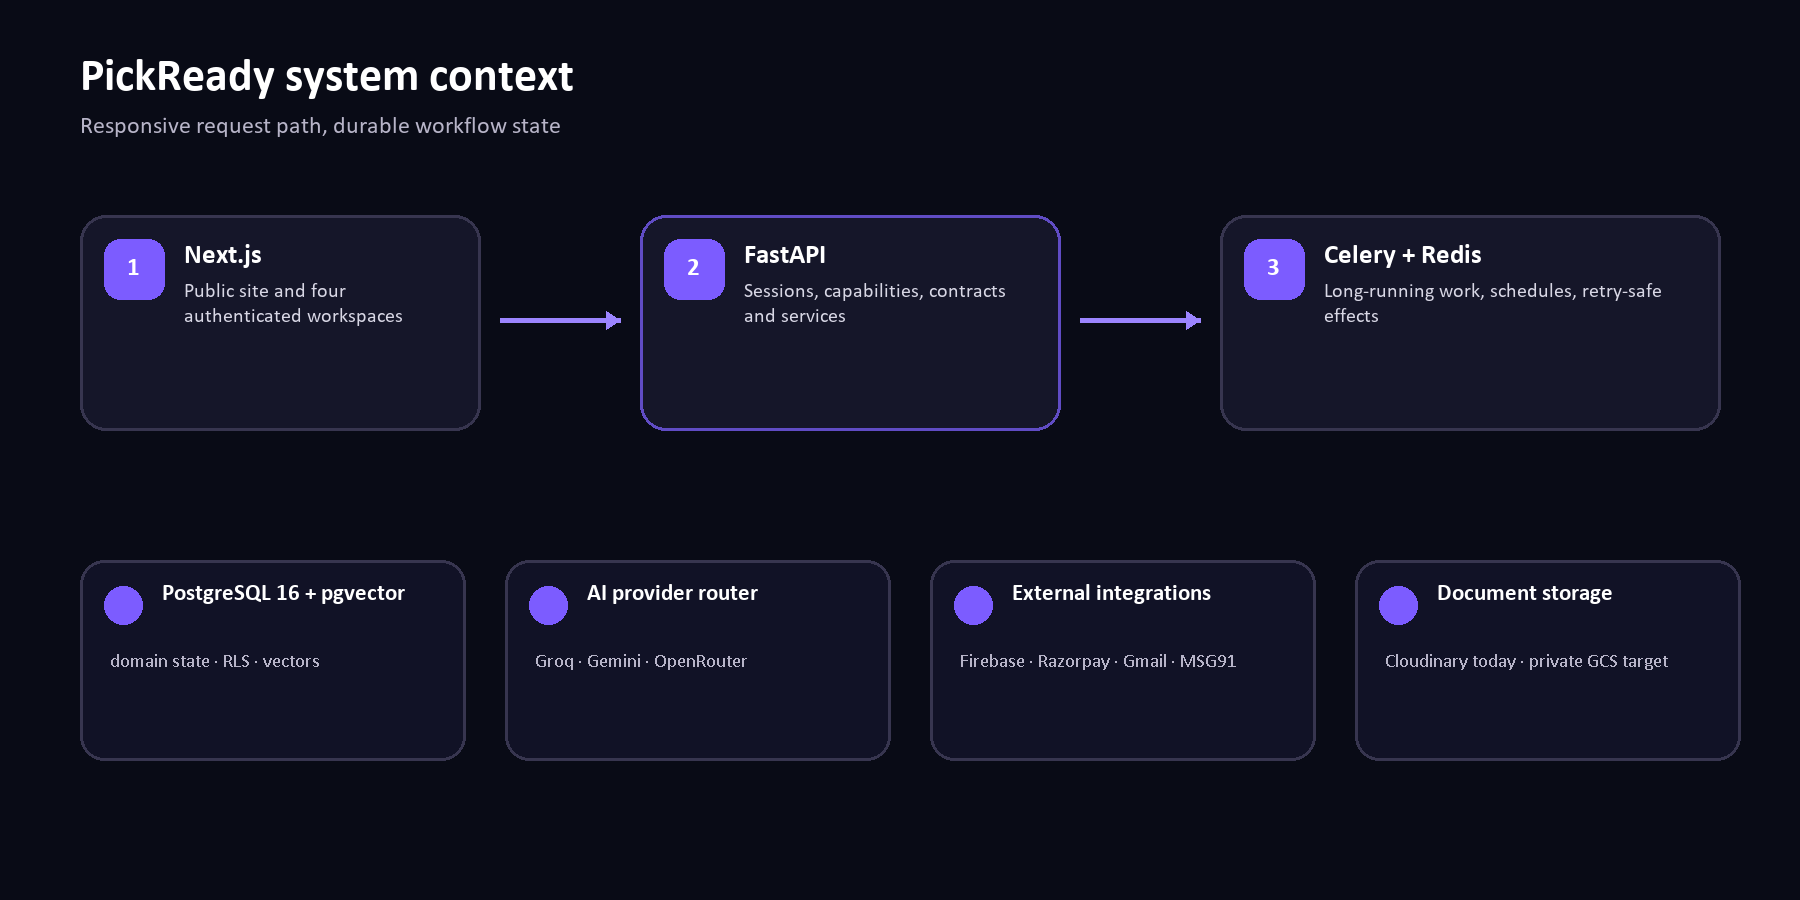 PickReady system context
Responsive request path, durable workflow state
1
Next.js
Public site and four
authenticated workspaces
2
FastAPI
Sessions, capabilities, contracts
and services
3
Celery + Redis
Long-running work, schedules, retry-safe
effects
PostgreSQL 16 + pgvector
domain state · RLS · vectors
AI provider router
Groq · Gemini · OpenRouter
External integrations
Firebase · Razorpay · Gmail · MSG91
Document storage
Cloudinary today · private GCS target